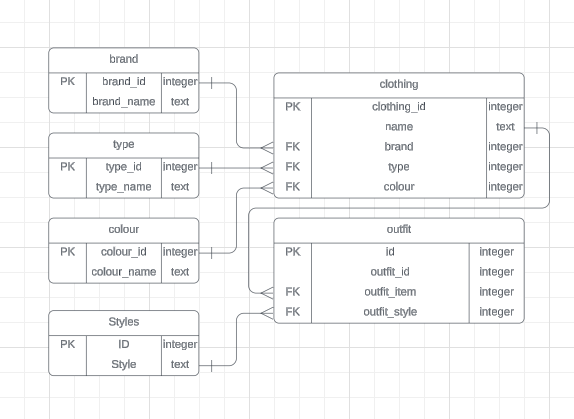 brand
PK brand_id integer
brand_name text
type
PK type_id integer
type_name text
colour
PK colour_id integer
colour_name text
Styles
PK ID integer
Style text
clothing
PK clothing_id integer
name text
FK brand integer
FK type integer
FK colour integer
outfit
PK id integer
outfit_id integer
FK outfit_item integer
FK outfit_style integer